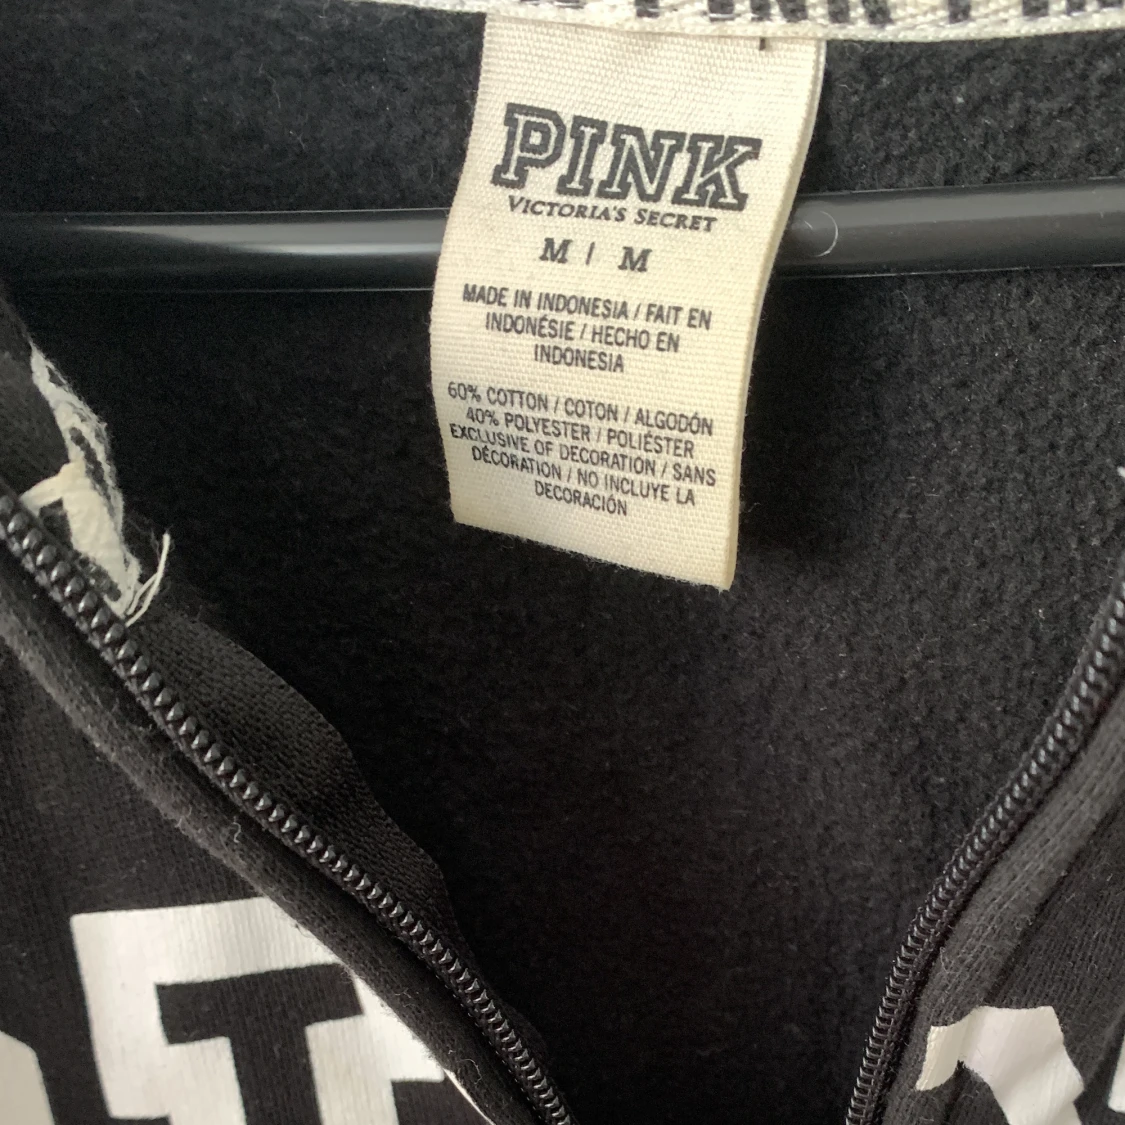 PINK
PINK
VICTORIA'S SECRET
M | M
MADE IN INDONESIA / FAIT EN
INDONÉSIE / HECHO EN
INDONESIA
60% COTTON / COTON / ALGODÓN
40% POLYESTER / POLIÉSTER
EXCLUSIVE OF DECORATION / SANS
DÉCORATION / NO INCLUYE LA
DECORACIÓN